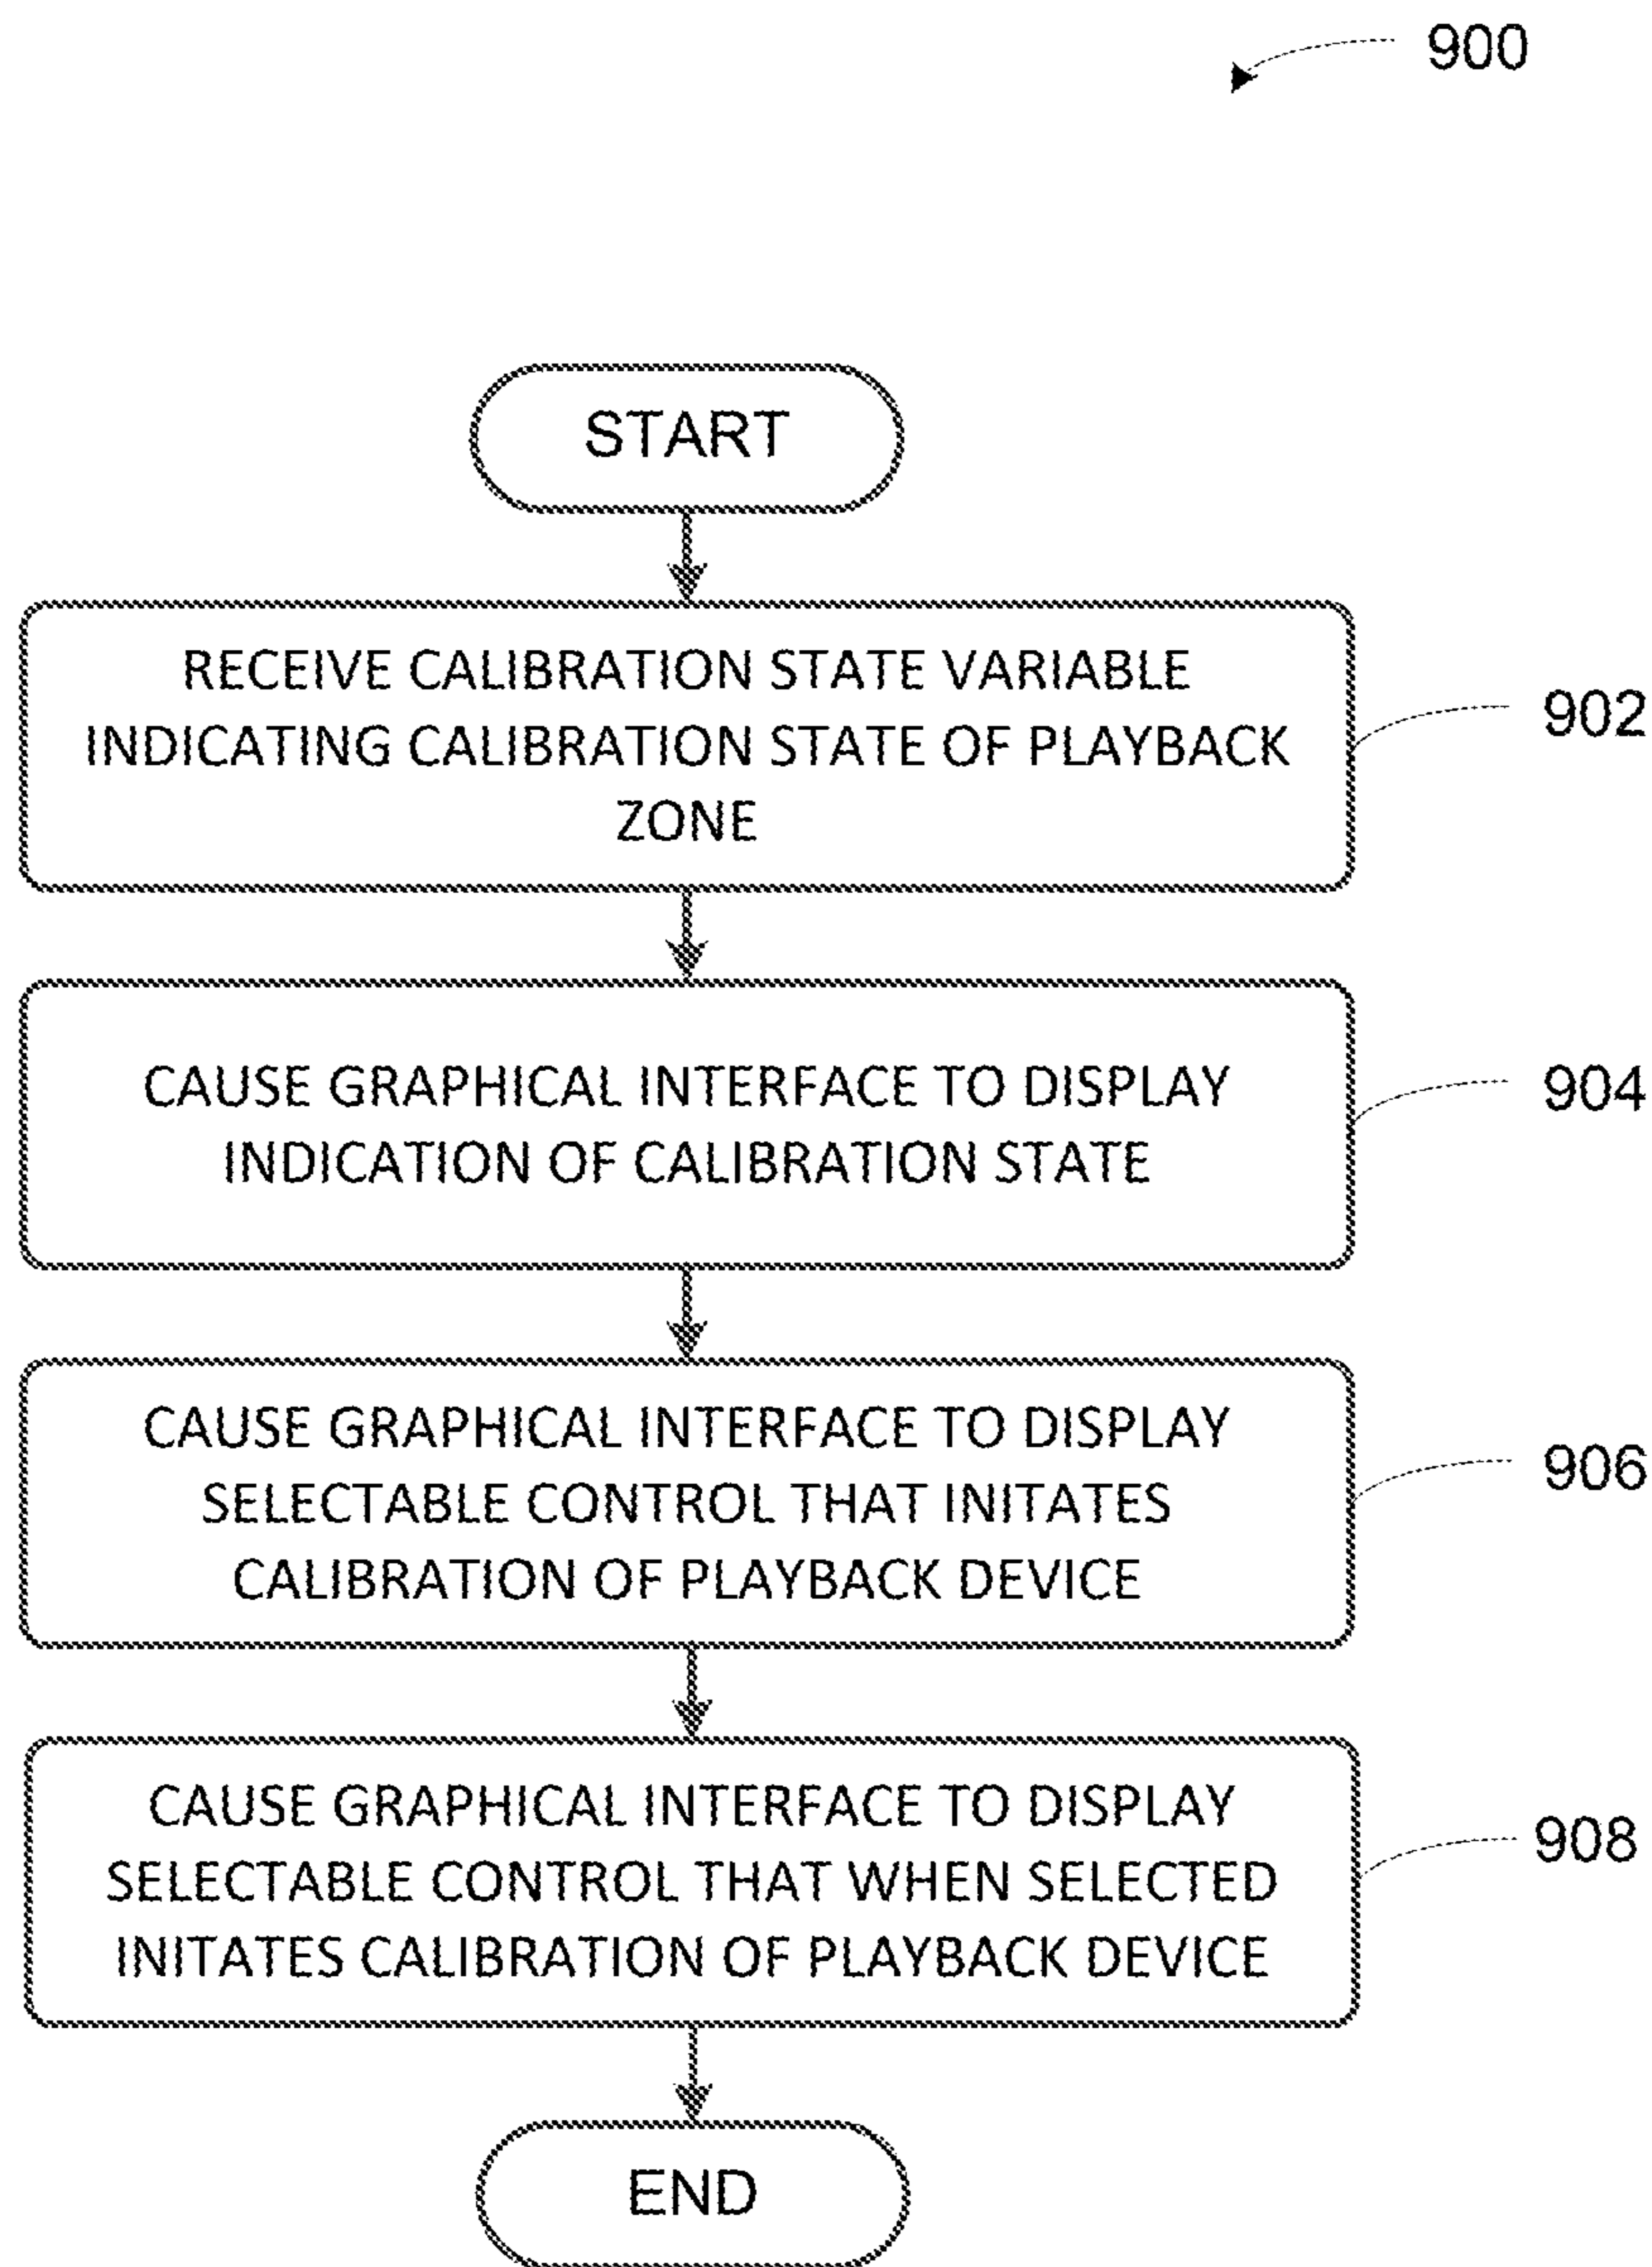 900
START
RECEIVE CALIBRATION STATE VARIABLE
INDICATING CALIBRATION STATE OF PLAYBACK
ZONE
902
CAUSE GRAPHICAL INTERFACE TO DISPLAY
INDICATION OF CALIBRATION STATE
904
CAUSE GRAPHICAL INTERFACE TO DISPLAY
SELECTABLE CONTROL THAT INITATES
CALIBRATION OF PLAYBACK DEVICE
906
CAUSE GRAPHICAL INTERFACE TO DISPLAY
SELECTABLE CONTROL THAT WHEN SELECTED
INITATES CALIBRATION OF PLAYBACK DEVICE
908
END